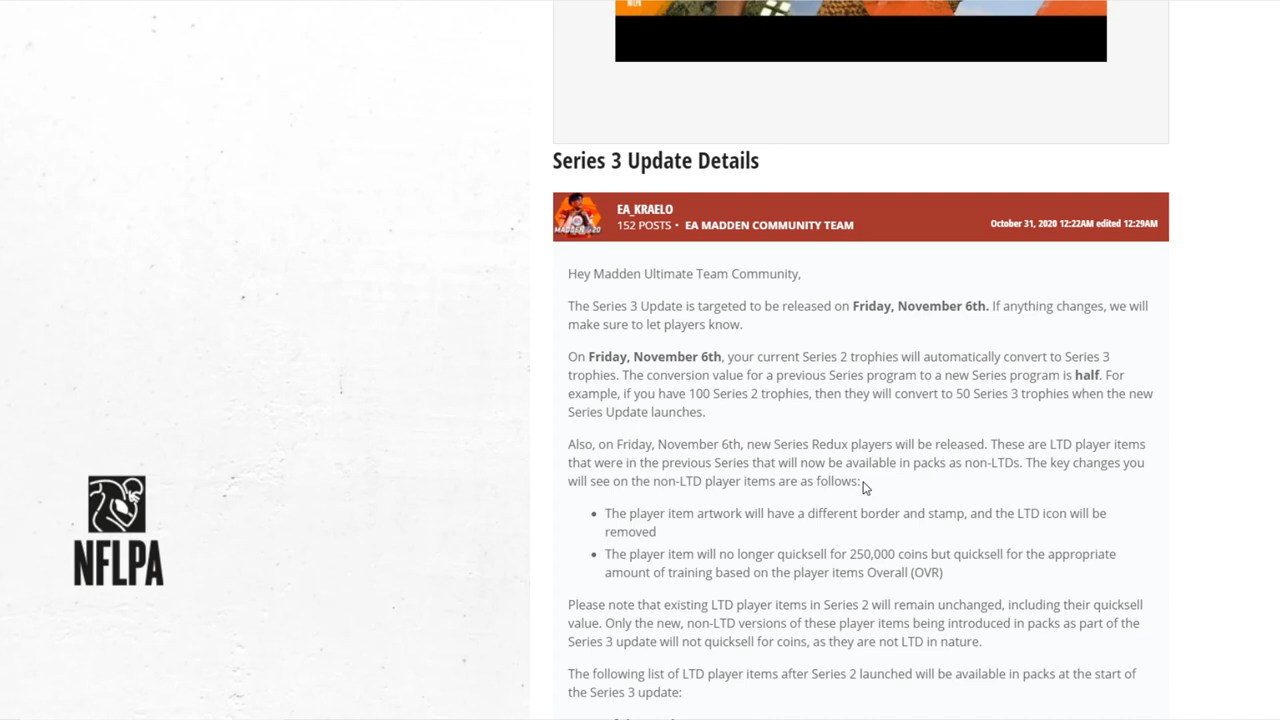 Series 3 Update Details
EA_KRAELO
152 POSTS • EA MADDEN COMMUNITY TEAM
October 31, 2020 12:22AM edited 12:29AM
MADDEN 20
Hey Madden Ultimate Team Community,
The Series 3 Update is targeted to be released on Friday, November 6th. If anything changes, we will
make sure to let players know.
On Friday, November 6th, your current Series 2 trophies will automatically convert to Series 3
trophies. The conversion value for a previous Series program to a new Series program is half. For
example, if you have 100 Series 2 trophies, then they will convert to 50 Series 3 trophies when the new
Series Update launches.
Also, on Friday, November 6th, new Series Redux players will be released. These are LTD player items
that were in the previous Series that will now be available in packs as non-LTDs. The key changes you
will see on the non-LTD player items are as follows:
• The player item artwork will have a different border and stamp, and the LTD icon will be
removed
• The player item will no longer quicksell for 250,000 coins but quicksell for the appropriate
amount of training based on the player items Overall (OVR)
NFLPA
Please note that existing LTD player items in Series 2 will remain unchanged, including their quicksell
value. Only the new, non-LTD versions of these player items being introduced in packs as part of the
Series 3 update will not quicksell for coins, as they are not LTD in nature.
The following list of LTD player items after Series 2 launched will be available in packs at the start of
the Series 3 update: